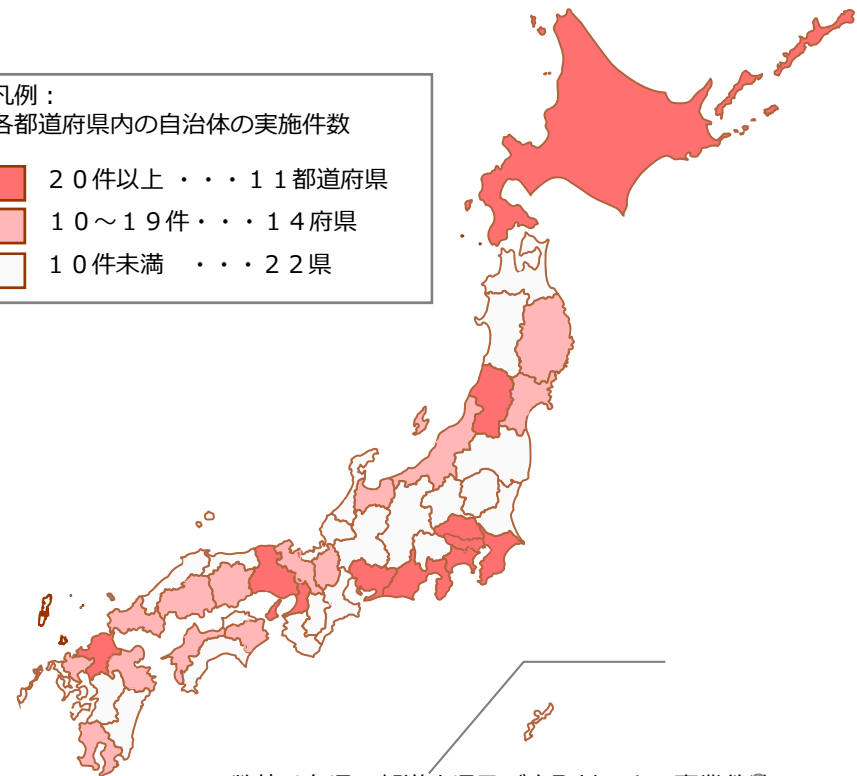 凡例：
各都道府県内の自治体の実施件数
２０件以上 ・・・１１都道府県
１０～１９件・・・１４府県
１０件未満 ・・・２２県